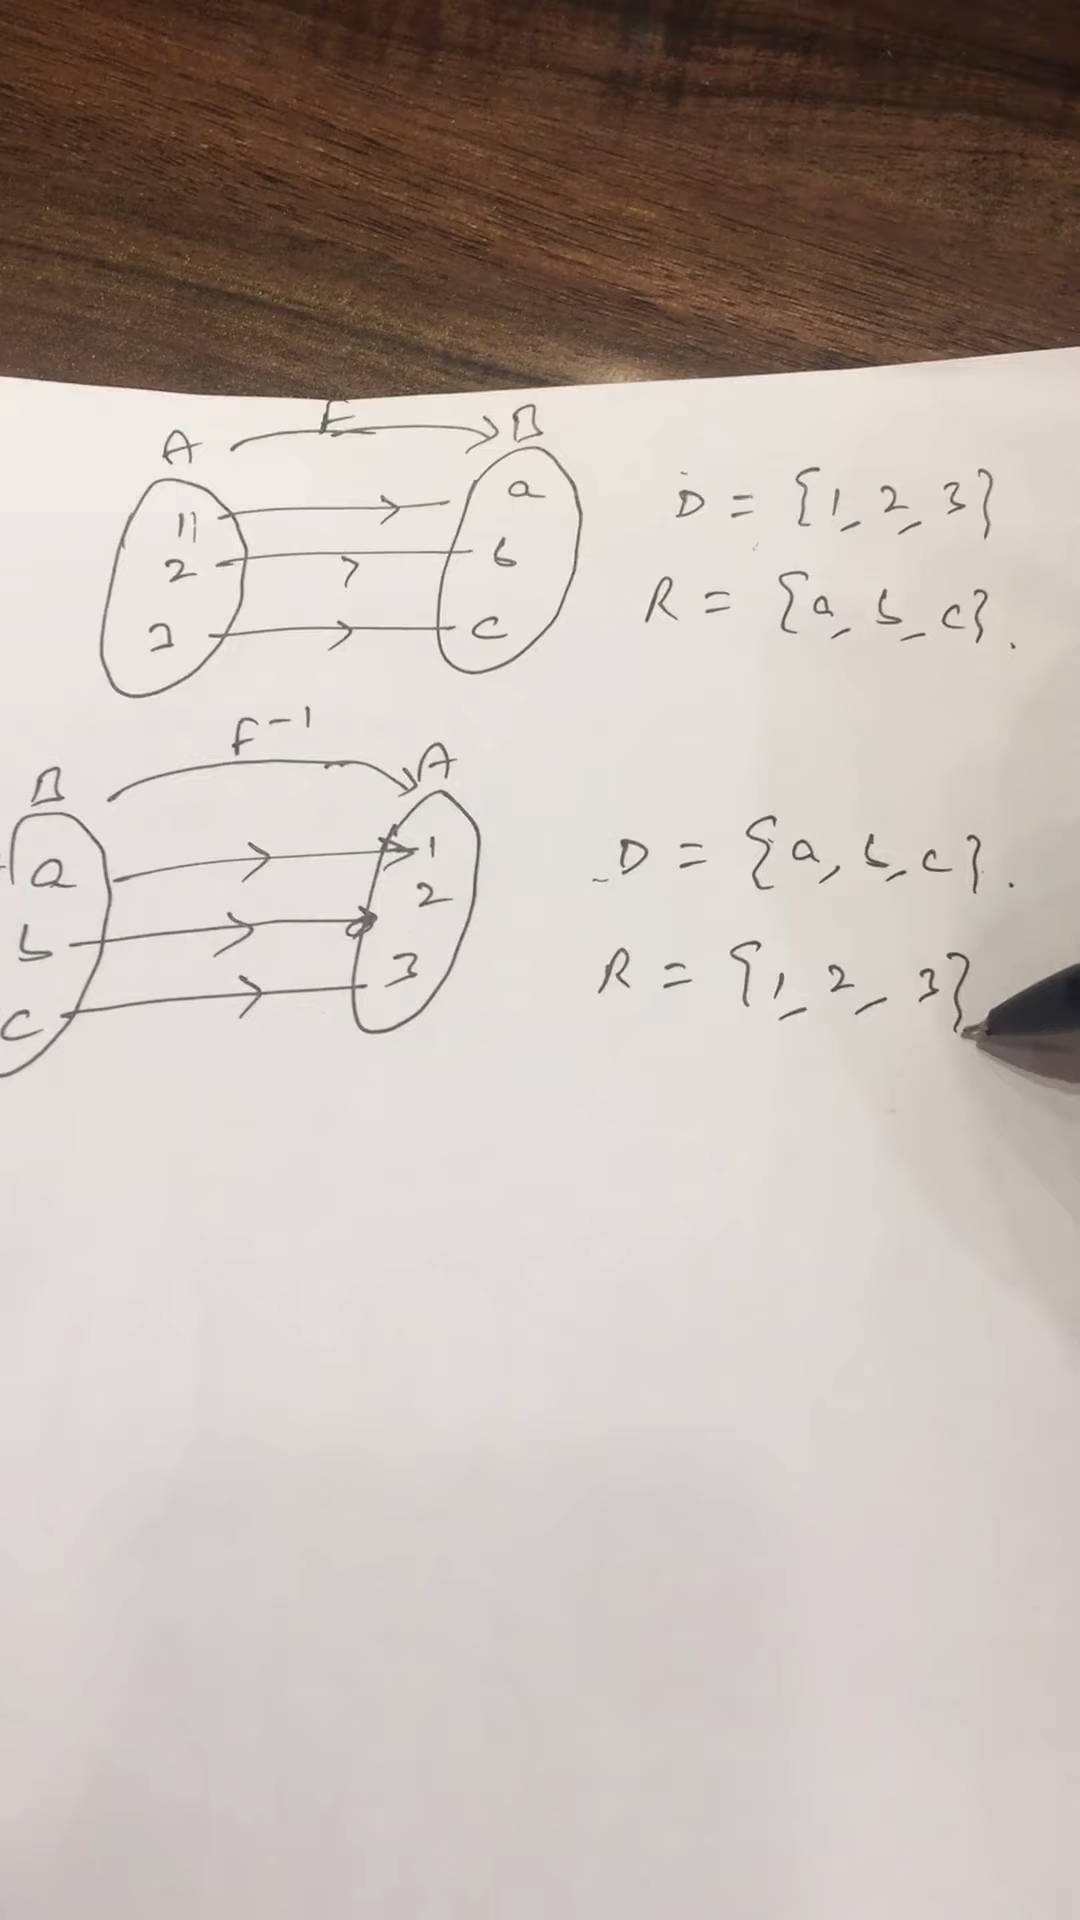 A F B
1 a
2 b
3 c
D = {1, 2, 3}
R = {a, b, c}.
F⁻¹
B A
a 1
b 2
c 3
D = {a, b, c}.
R = {1, 2, 3}